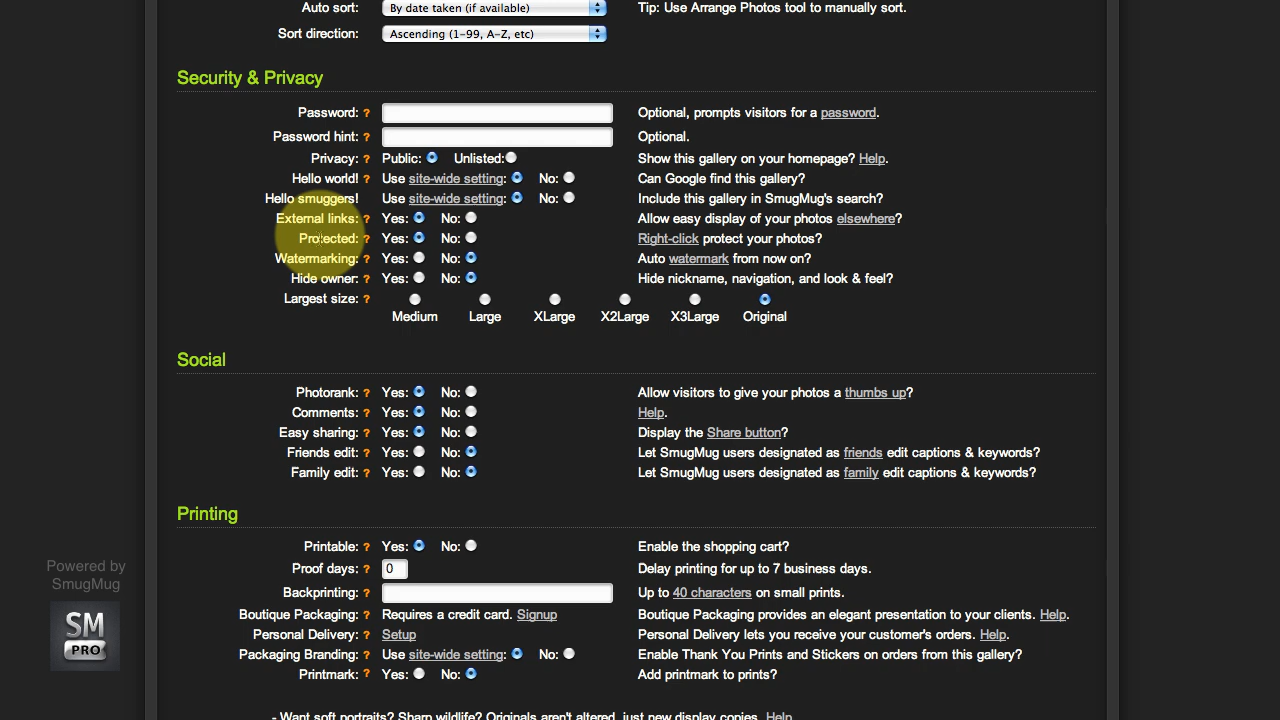 Auto sort: By date taken (if available) Tip: Use Arrange Photos tool to manually sort.
Sort direction: Ascending (1–99, A–Z, etc)
Security & Privacy
Password: ? Optional, prompts visitors for a password.
Password hint: ? Optional.
Privacy: ? Public: Unlisted: Show this gallery on your homepage? Help.
Hello world! ? Use site-wide setting: No: Can Google find this gallery?
Hello smuggers! Use site-wide setting: No: Include this gallery in SmugMug's search?
External links: ? Yes: No: Allow easy display of your photos elsewhere?
Protected: ? Yes: No: Right-click protect your photos?
Watermarking: ? Yes: No: Auto watermark from now on?
Hide owner: ? Yes: No: Hide nickname, navigation, and look & feel?
Largest size: ?
Medium Large XLarge X2Large X3Large Original
Social
Photorank: ? Yes: No: Allow visitors to give your photos a thumbs up?
Comments: ? Yes: No: Help.
Easy sharing: ? Yes: No: Display the Share button?
Friends edit: ? Yes: No: Let SmugMug users designated as friends edit captions & keywords?
Family edit: ? Yes: No: Let SmugMug users designated as family edit captions & keywords?
Printing
Printable: ? Yes: No: Enable the shopping cart?
Proof days: ? 0 Delay printing for up to 7 business days.
Backprinting: ? Up to 40 characters on small prints.
Boutique Packaging: ? Requires a credit card. Signup Boutique Packaging provides an elegant presentation to your clients. Help.
Personal Delivery: ? Setup Personal Delivery lets you receive your customer's orders. Help.
Packaging Branding: ? Use site-wide setting: No: Enable Thank You Prints and Stickers on orders from this gallery?
Printmark: ? Yes: No: Add printmark to prints?
- Want soft portraits? Sharp wildlife? Originals aren't altered, just new display copies. Help
Powered by
SmugMug
SM
PRO